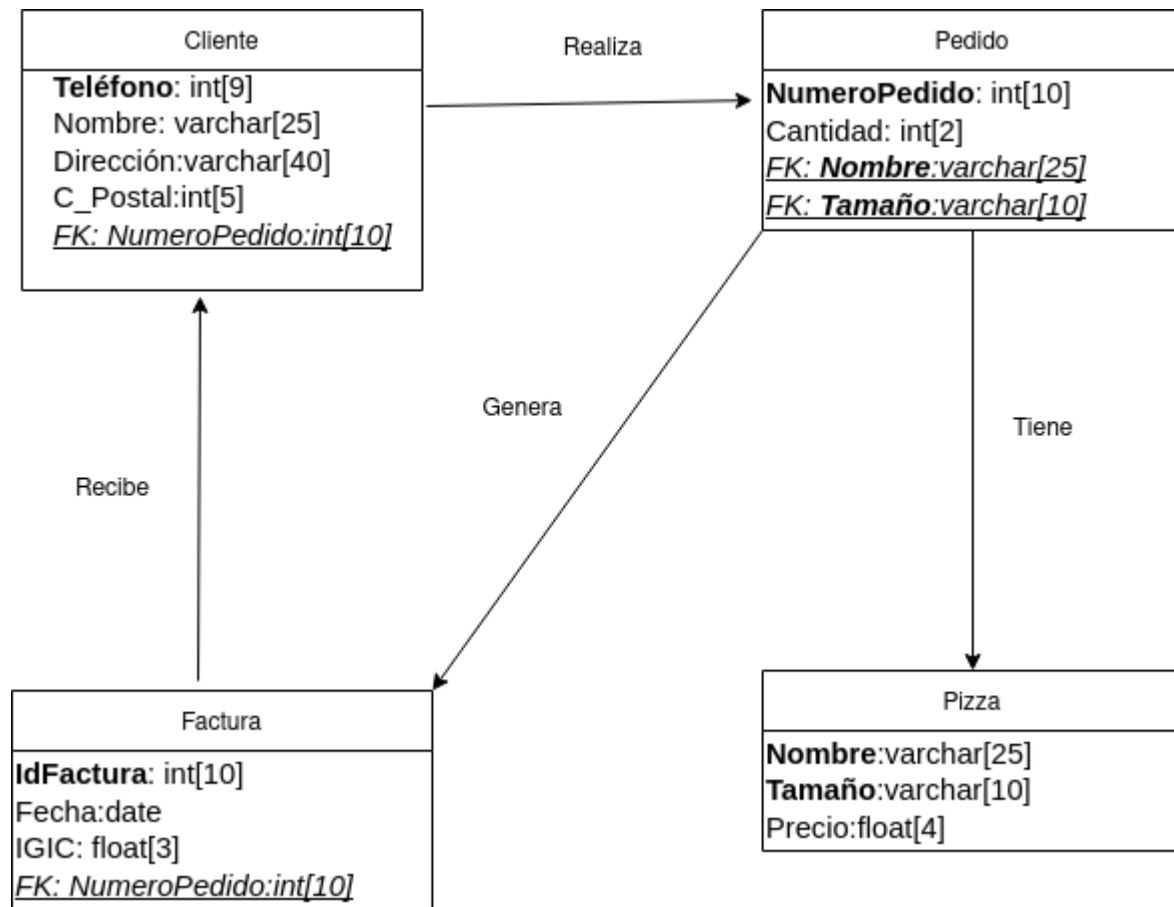 Cliente
Teléfono: int[9]
Nombre: varchar[25]
Dirección:varchar[40]
C_Postal:int[5]
FK: NumeroPedido:int[10]
Realiza
Pedido
NumeroPedido: int[10]
Cantidad: int[2]
FK: Nombre:varchar[25]
FK: Tamaño:varchar[10]
Genera
Tiene
Recibe
Factura
IdFactura: int[10]
Fecha:date
IGIC: float[3]
FK: NumeroPedido:int[10]
Pizza
Nombre:varchar[25]
Tamaño:varchar[10]
Precio:float[4]